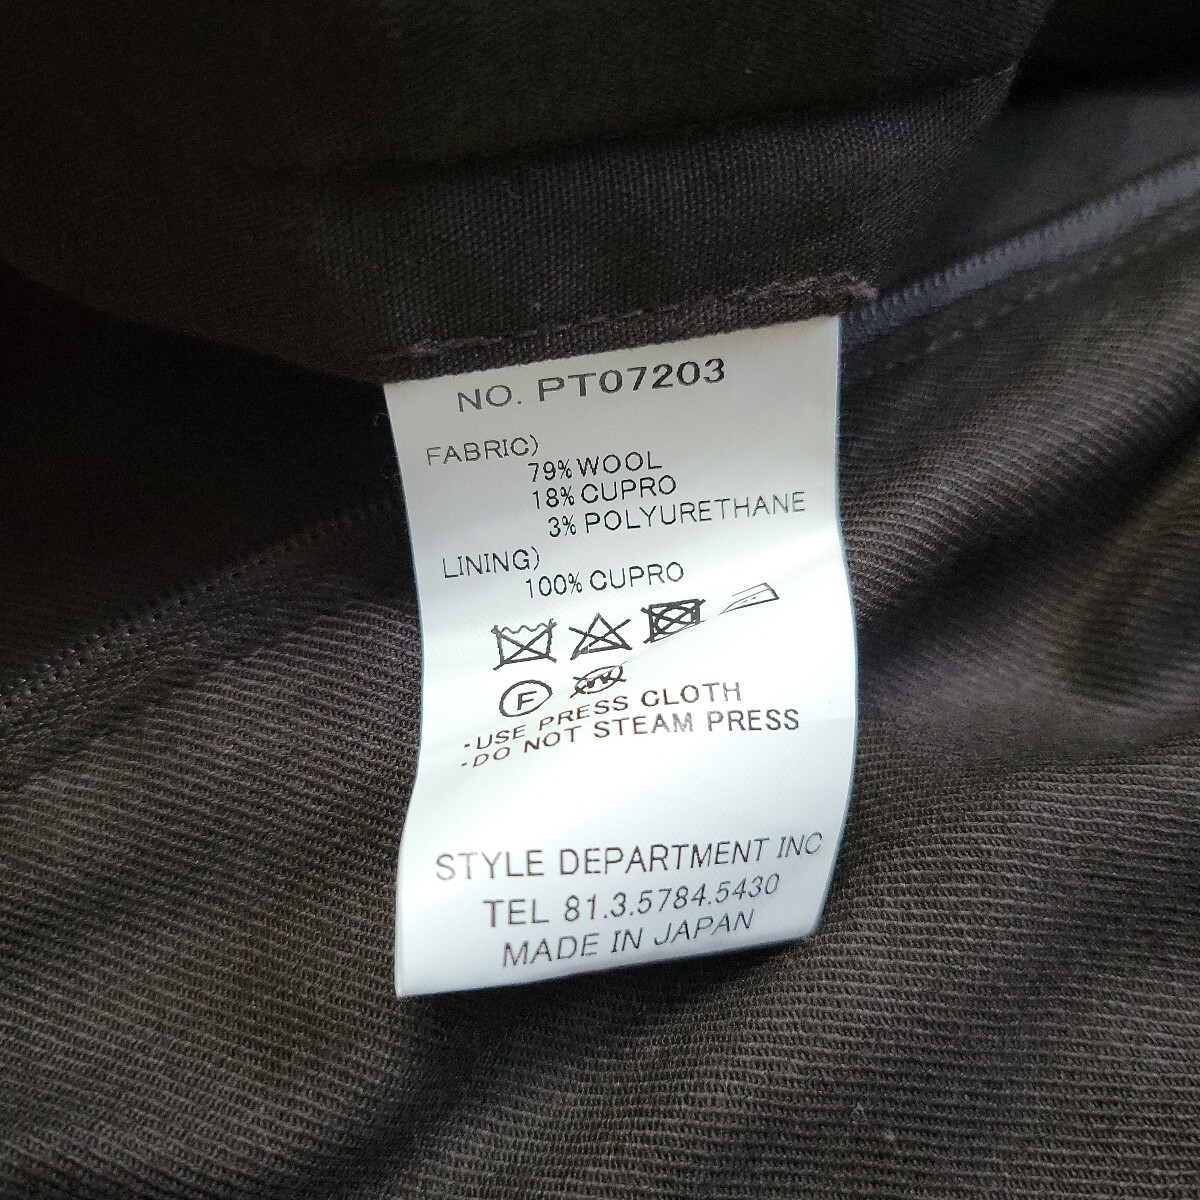 NO. PT07203
FABRIC)
79% WOOL
18% CUPRO
3% POLYURETHANE
LINING)
100% CUPRO
F
·USE PRESS CLOTH
·DO NOT STEAM PRESS
STYLE DEPARTMENT INC
TEL 81.3.5784.5430
MADE IN JAPAN